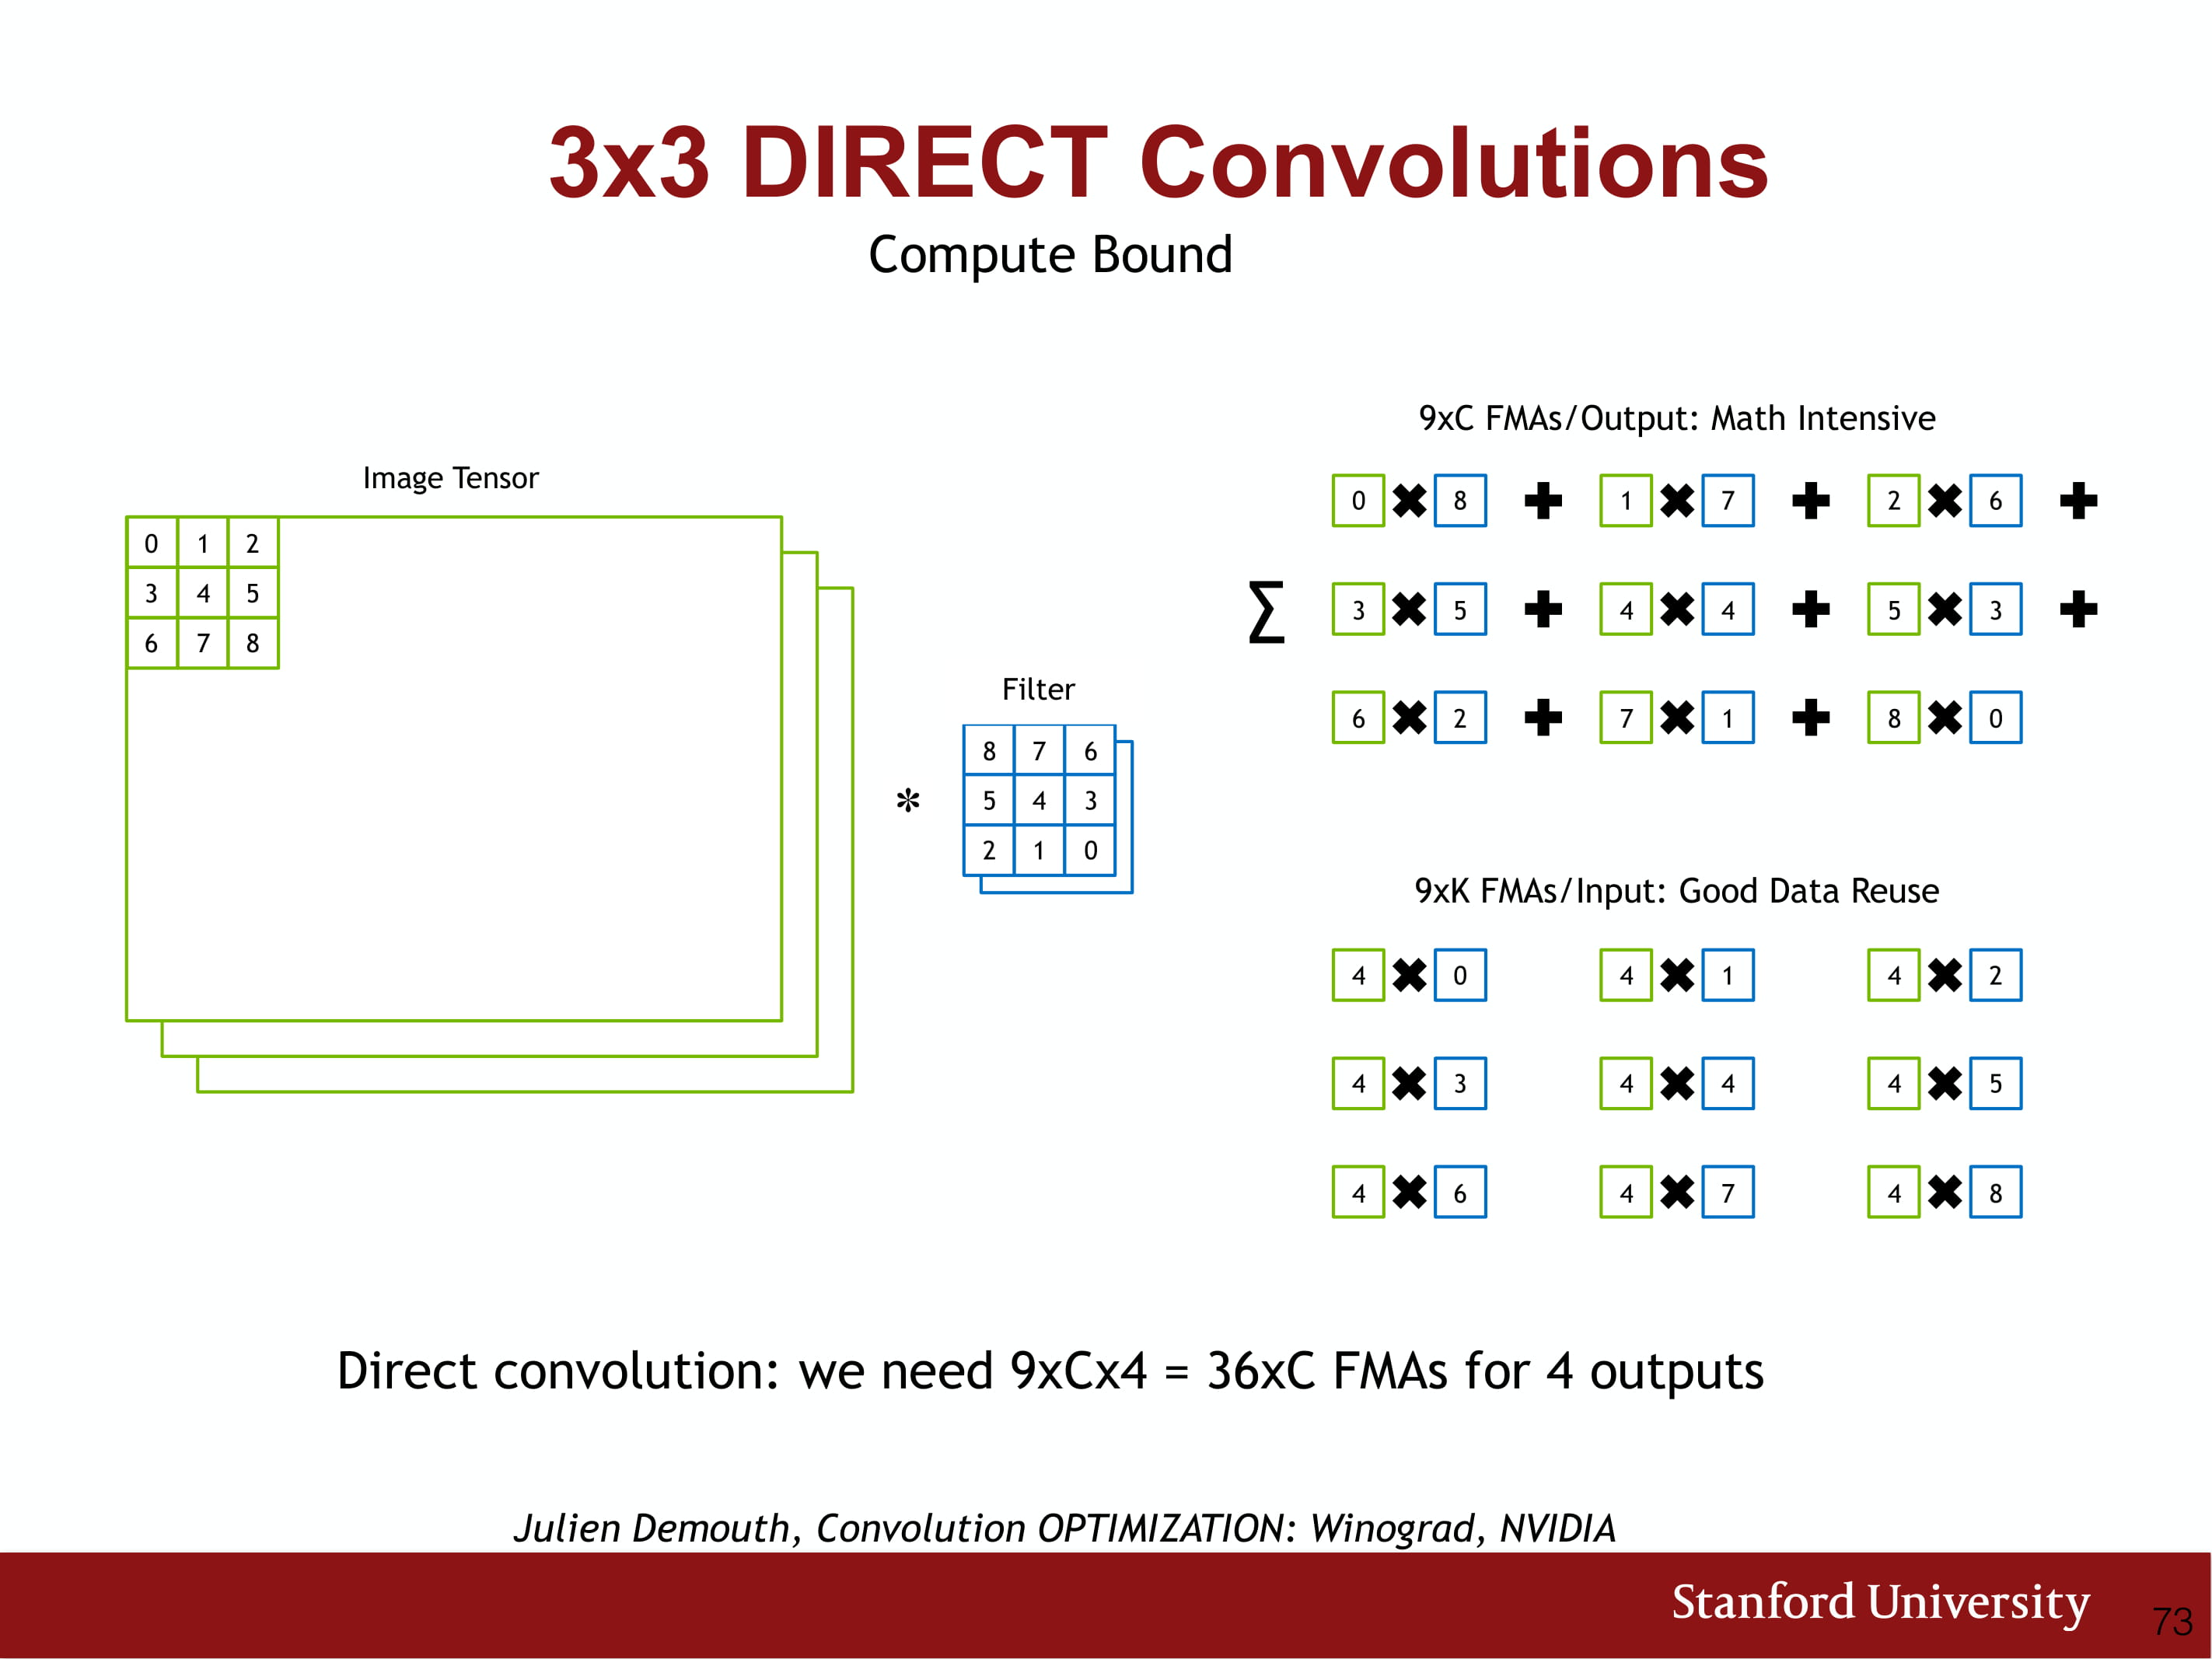 3x3 DIRECT Convolutions
Compute Bound
Image Tensor
0 1 2
3 4 5
6 7 8
*
Filter
8 7 6
5 4 3
2 1 0
9xC FMAs/Output: Math Intensive
0 ✖ 8 + 1 ✖ 7 + 2 ✖ 6 +
∑ 3 ✖ 5 + 4 ✖ 4 + 5 ✖ 3 +
6 ✖ 2 + 7 ✖ 1 + 8 ✖ 0
9xK FMAs/Input: Good Data Reuse
4 ✖ 0 4 ✖ 1 4 ✖ 2
4 ✖ 3 4 ✖ 4 4 ✖ 5
4 ✖ 6 4 ✖ 7 4 ✖ 8
Direct convolution: we need 9xCx4 = 36xC FMAs for 4 outputs
Julien Demouth, Convolution OPTIMIZATION: Winograd, NVIDIA
Stanford University
73